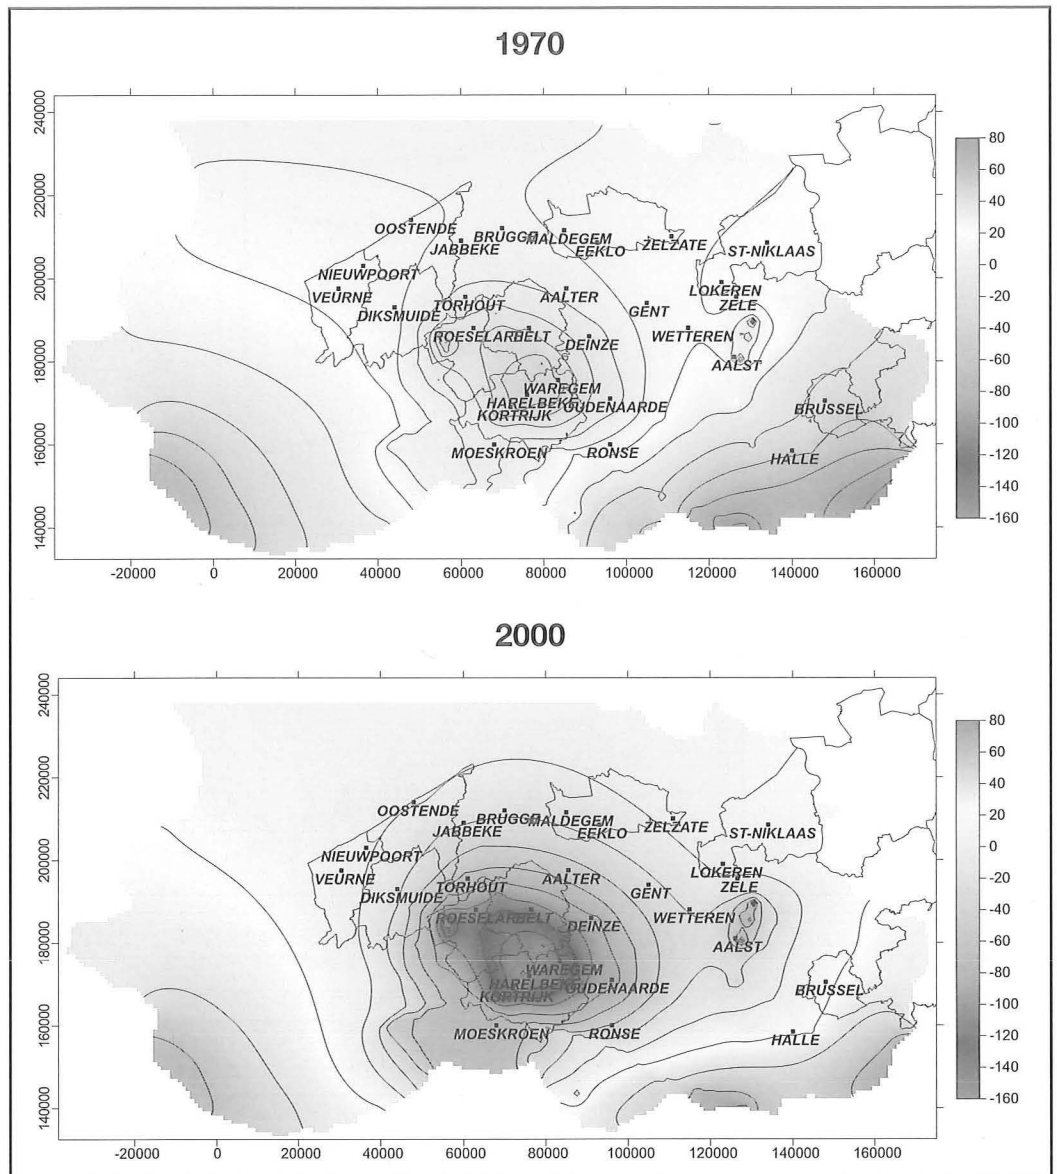 1970
240000
220000
200000
180000
160000
140000
-20000 0 20000 40000 60000 80000 100000 120000 140000 160000
80
60
40
20
0
-20
-40
-60
-80
-100
-120
-140
-160
OOSTENDE
JABBEKE
BRUGGE
MALDEGEM
EEKLO
ZELZATE
ST-NIKLAAS
NIEUWPOORT
VEURNE
DIKSMUIDE
TORHOUT
AALTER
GENT
LOKEREN
ZELE
ROESELARE
TIELT
DEINZE
WETTEREN
AALST
WAREGEM
HARELBEKE
KORTRIJK
OUDENAARDE
BRUSSEL
MOESKROEN
RONSE
HALLE
2000
240000
220000
200000
180000
160000
140000
-20000 0 20000 40000 60000 80000 100000 120000 140000 160000
80
60
40
20
0
-20
-40
-60
-80
-100
-120
-140
-160
OOSTENDE
JABBEKE
BRUGGE
MALDEGEM
EEKLO
ZELZATE
ST-NIKLAAS
NIEUWPOORT
VEURNE
DIKSMUIDE
TORHOUT
AALTER
GENT
LOKEREN
ZELE
ROESELARE
TIELT
DEINZE
WETTEREN
AALST
WAREGEM
HARELBEKE
KORTRIJK
OUDENAARDE
BRUSSEL
MOESKROEN
RONSE
HALLE